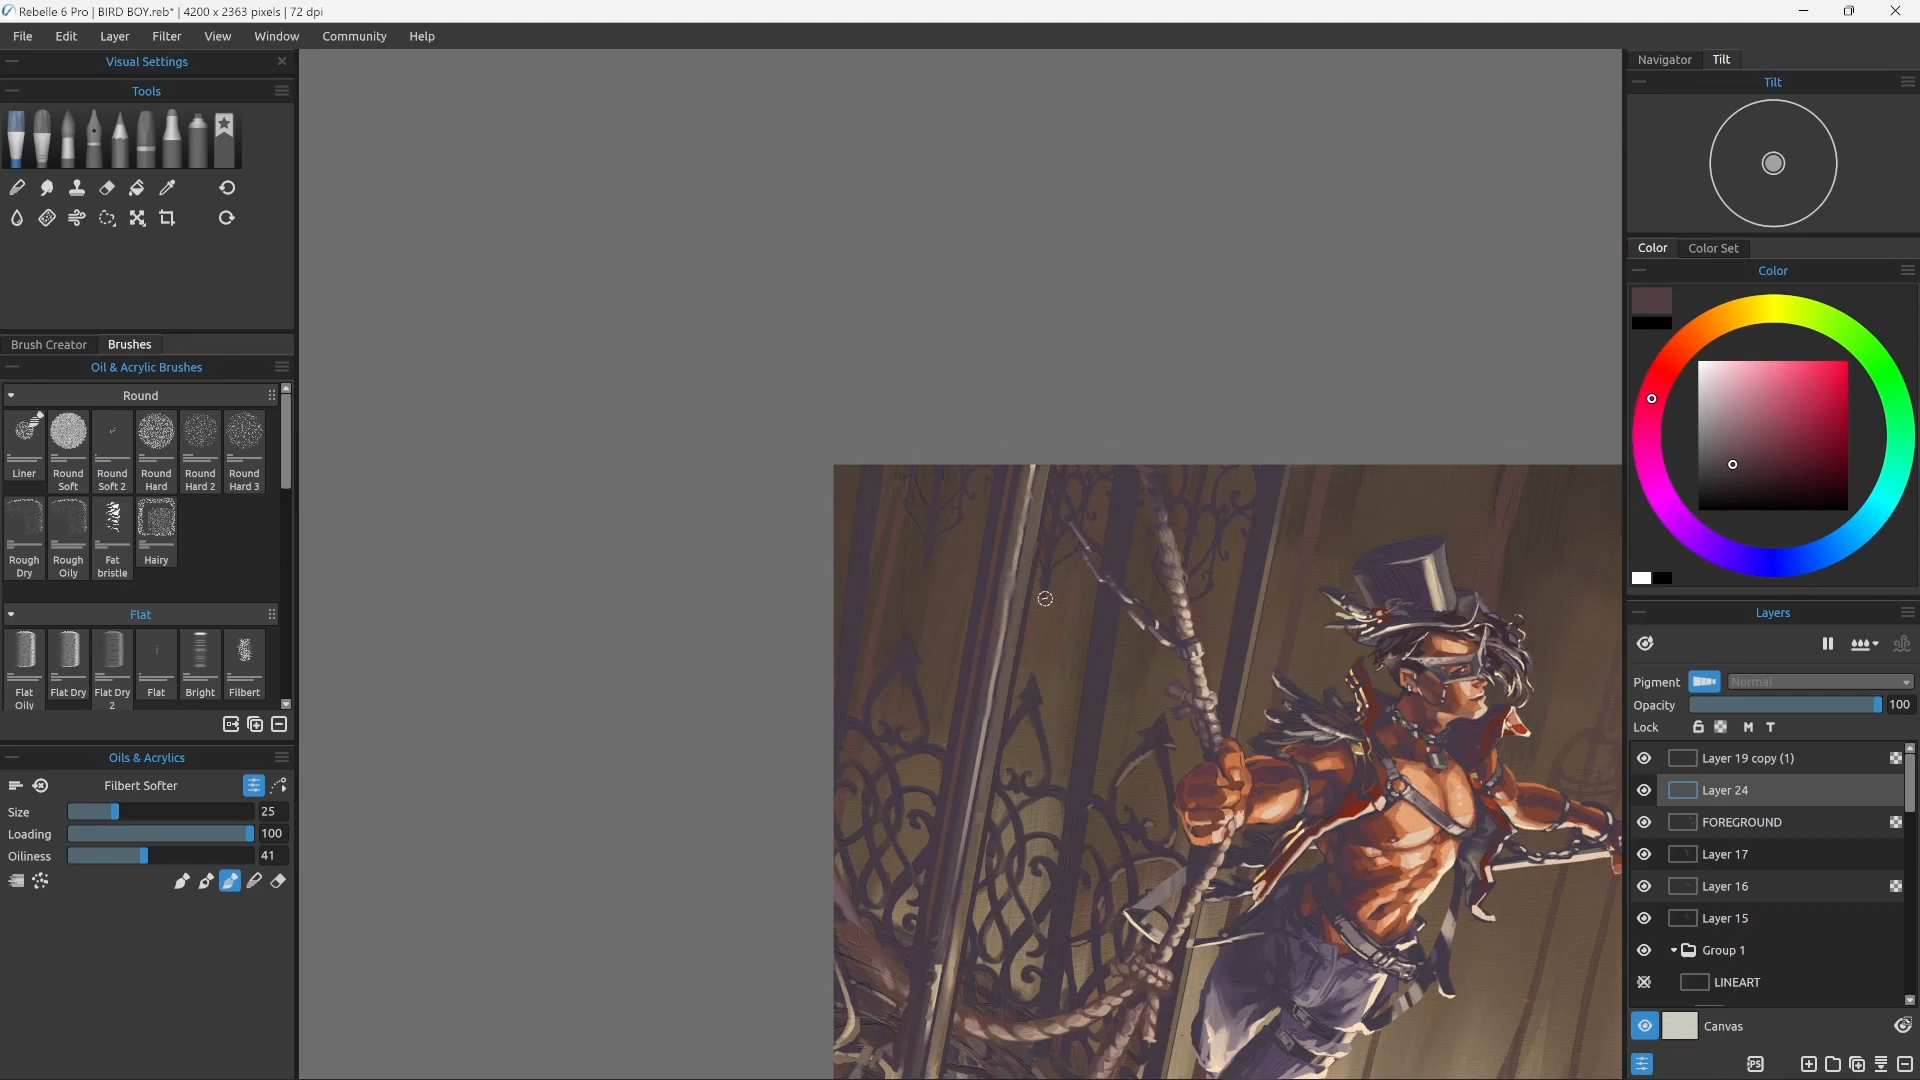 Rebelle 6 Pro | BIRD BOY.reb* | 4200 x 2363 pixels | 72 dpi
File Edit Layer Filter View Window Community Help
Visual Settings
Tools
Brush Creator Brushes
Oil & Acrylic Brushes
Round
Liner Round Soft Round Soft 2 Round Hard Round Hard 2 Round Hard 3
Rough Dry Rough Oily Fat bristle Hairy
Flat
Flat Oily Flat Dry Flat Dry 2 Flat Bright Filbert
Oils & Acrylics
Filbert Softer
Size 25
Loading 100
Oiliness 41
Navigator Tilt
Tilt
Color Color Set
Color
Layers
Pigment Normal
Opacity 100
Lock M T
Layer 19 copy (1)
Layer 24
FOREGROUND
Layer 17
Layer 16
Layer 15
Group 1
LINEART
Canvas
PS